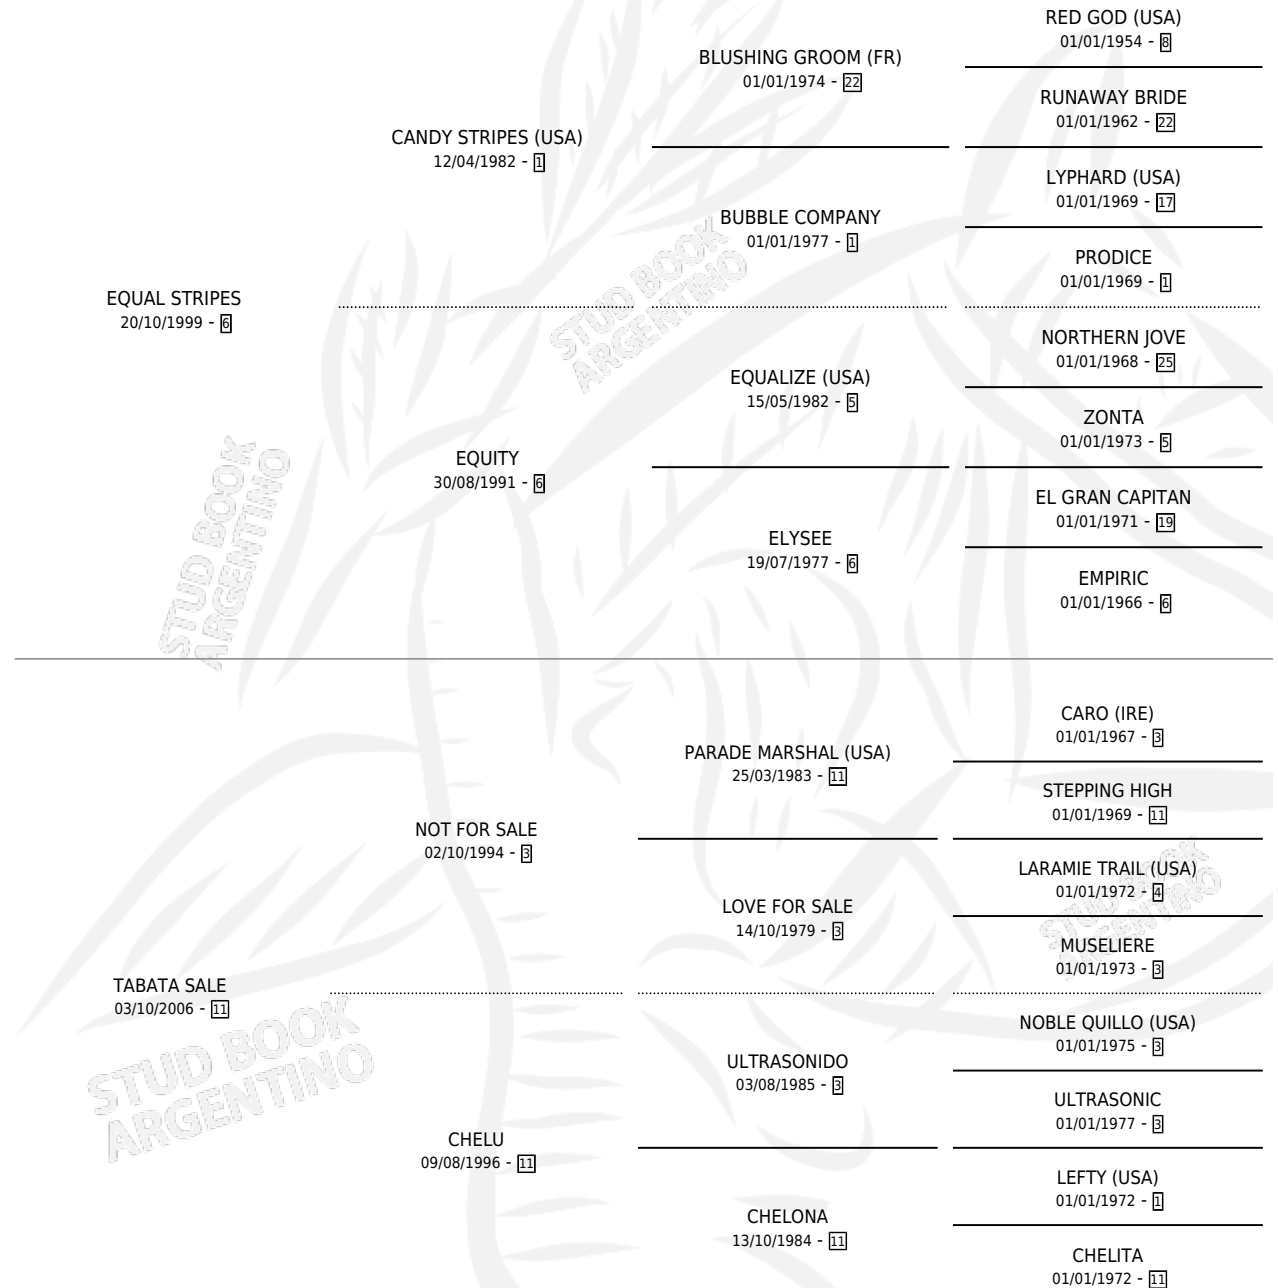 RED GOD (USA)
01/01/1954 - 8
BLUSHING GROOM (FR)
01/01/1974 - 22
RUNAWAY BRIDE
01/01/1962 - 22
CANDY STRIPES (USA)
12/04/1982 - 1
LYPHARD (USA)
01/01/1969 - 17
BUBBLE COMPANY
01/01/1977 - 1
PRODICE
01/01/1969 - 1
EQUAL STRIPES
20/10/1999 - 6
STUD BOOK
ARGENTINO
NORTHERN JOVE
01/01/1968 - 25
EQUALIZE (USA)
15/05/1982 - 5
ZONTA
01/01/1973 - 5
EQUITY
30/08/1991 - 6
EL GRAN CAPITAN
01/01/1971 - 19
ELYSEE
19/07/1977 - 6
EMPIRIC
01/01/1966 - 6
STUD BOOK
ARGENTINO
CARO (IRE)
01/01/1967 - 3
PARADE MARSHAL (USA)
25/03/1983 - 11
STEPPING HIGH
01/01/1969 - 11
NOT FOR SALE
02/10/1994 - 3
LARAMIE TRAIL (USA)
01/01/1972 - 4
STUD BOOK
ARGENTINO
LOVE FOR SALE
14/10/1979 - 3
MUSELIERE
01/01/1973 - 3
TABATA SALE
03/10/2006 - 11
NOBLE QUILLO (USA)
01/01/1975 - 3
ULTRASONIDO
03/08/1985 - 3
STUD BOOK
ARGENTINO
ULTRASONIC
01/01/1977 - 3
CHELU
09/08/1996 - 11
LEFTY (USA)
01/01/1972 - 1
CHELONA
13/10/1984 - 11
CHELITA
01/01/1972 - 11